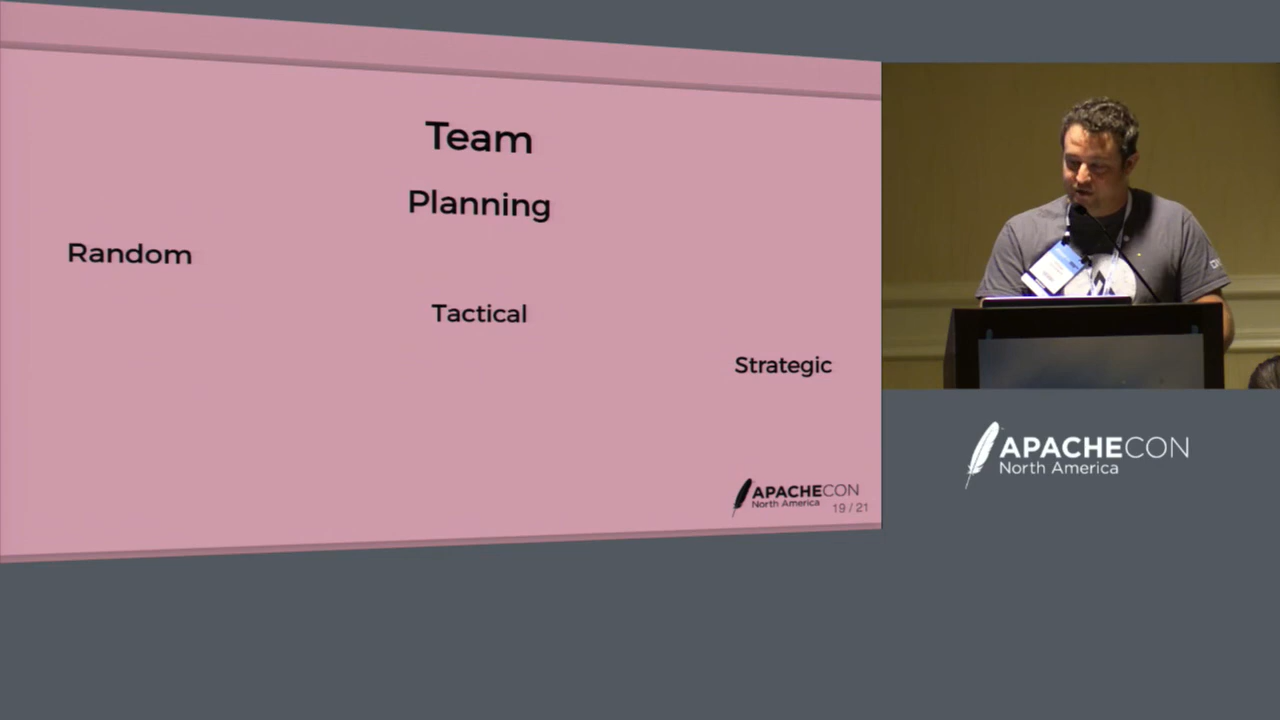 Team
Planning
Random
Tactical
Strategic
APACHECON
North America
19 / 21
APACHECON
North America